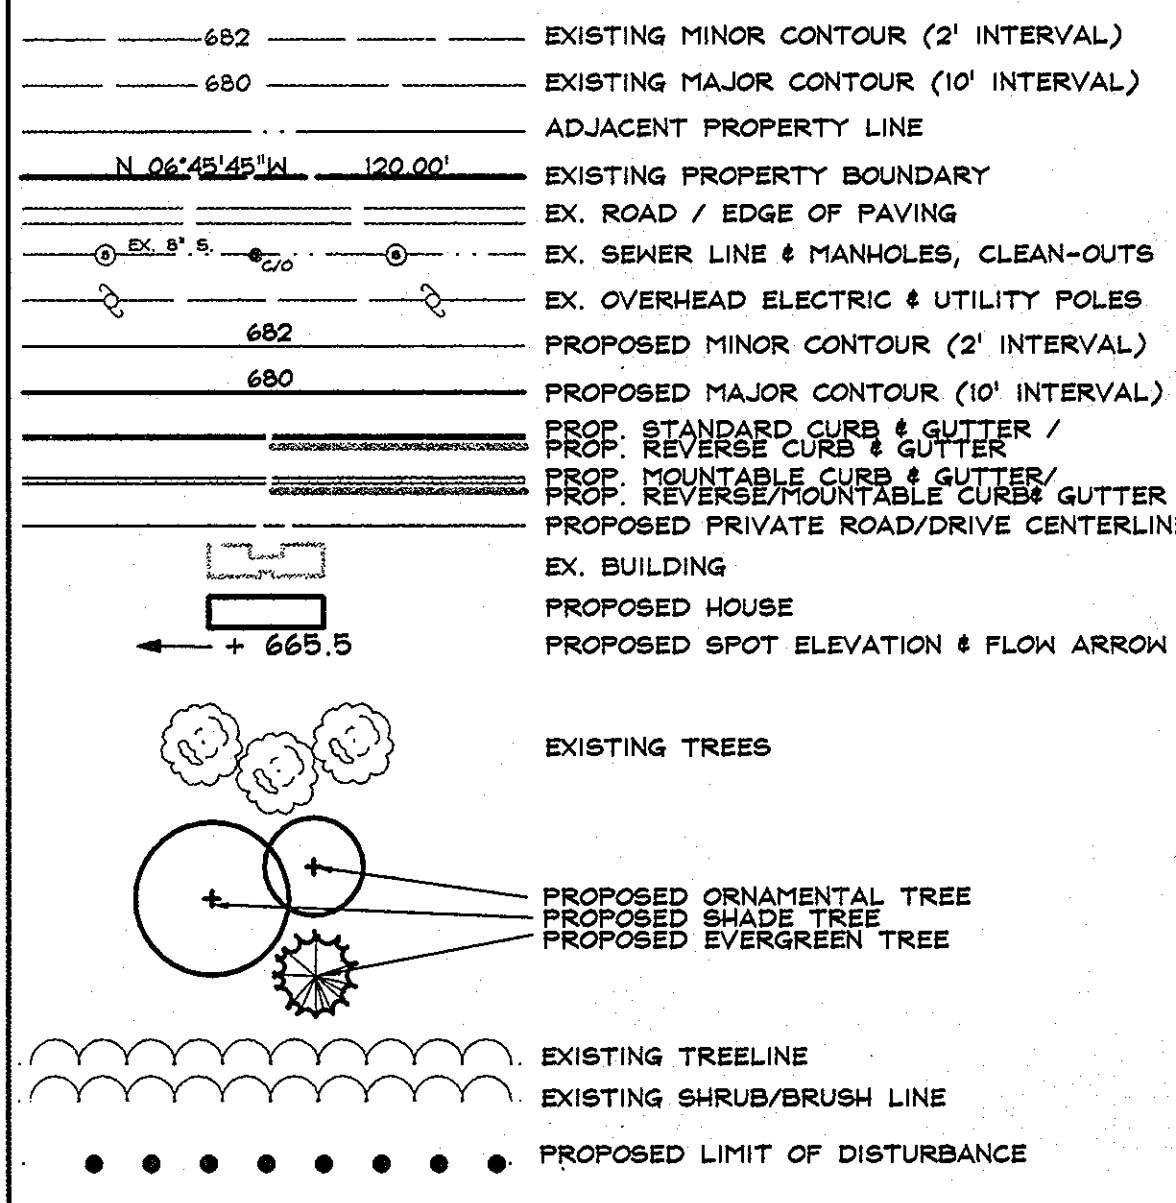 682 EXISTING MINOR CONTOUR (2' INTERVAL)
680 EXISTING MAJOR CONTOUR (10' INTERVAL)
ADJACENT PROPERTY LINE
N 06°45'45"W 120.00' EXISTING PROPERTY BOUNDARY
EX. ROAD / EDGE OF PAVING
EX. 8" S. C/O EX. SEWER LINE & MANHOLES, CLEAN-OUTS
EX. OVERHEAD ELECTRIC & UTILITY POLES
682 PROPOSED MINOR CONTOUR (2' INTERVAL)
680 PROPOSED MAJOR CONTOUR (10' INTERVAL)
PROP. STANDARD CURB & GUTTER /
PROP. REVERSE CURB & GUTTER
PROP. MOUNTABLE CURB & GUTTER/
PROP. REVERSE/MOUNTABLE CURB& GUTTER
PROPOSED PRIVATE ROAD/DRIVE CENTERLINE
EX. BUILDING
PROPOSED HOUSE
+ 665.5 PROPOSED SPOT ELEVATION & FLOW ARROW
EXISTING TREES
PROPOSED ORNAMENTAL TREE
PROPOSED SHADE TREE
PROPOSED EVERGREEN TREE
EXISTING TREELINE
EXISTING SHRUB/BRUSH LINE
PROPOSED LIMIT OF DISTURBANCE